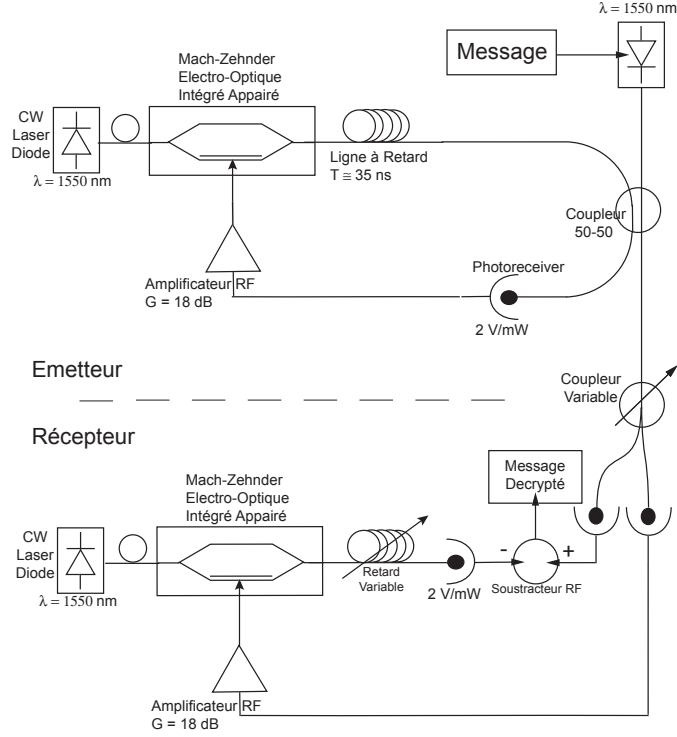 λ = 1550 nm
Message
Mach-Zehnder
Electro-Optique
Intégré Appairé
CW
Laser
Diode
λ = 1550 nm
Ligne à Retard
T ≅ 35 ns
Coupleur
50-50
Photoreceiver
2 V/mW
Amplificateur RF
G = 18 dB
Emetteur
Coupleur
Variable
Récepteur
Mach-Zehnder
Electro-Optique
Intégré Appairé
Message
Decrypté
CW
Laser
Diode
λ = 1550 nm
Retard
Variable
2 V/mW
-
+
Soustracteur RF
Amplificateur RF
G = 18 dB